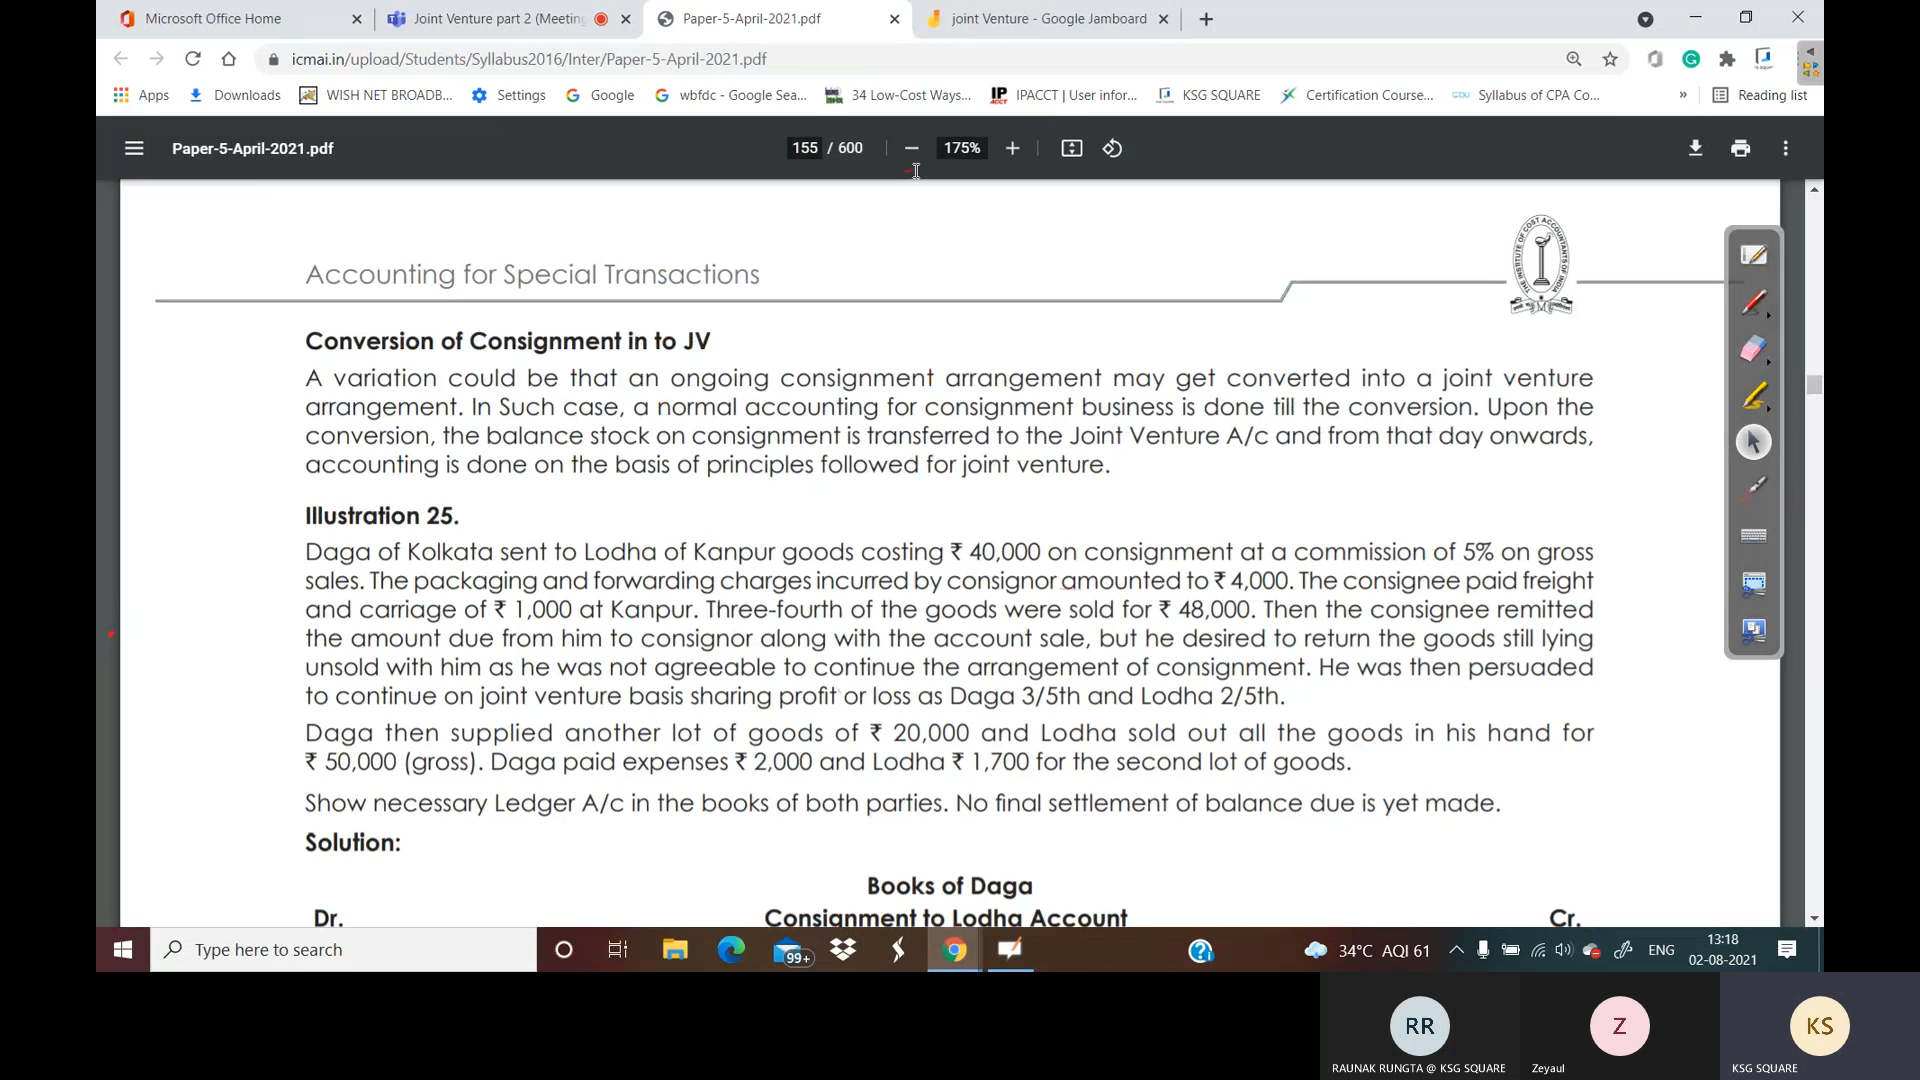 Microsoft Office Home
Joint Venture part 2 (Meetin
Paper-5-April-2021.pdf
joint Venture - Google Jamboard
icmai.in/upload/Students/Syllabus2016/Inter/Paper-5-April-2021.pdf
Apps Downloads WISH NET BROADB... Settings Google wbfdc - Google Sea... 34 Low-Cost Ways... IPACCT | User infor... KSG SQUARE Certification Course... Syllabus of CPA Co... » Reading list
Paper-5-April-2021.pdf 155 / 600 175%
Accounting for Special Transactions
THE INSTITUTE OF COST ACCOUNTANTS OF INDIA
Conversion of Consignment in to JV
A variation could be that an ongoing consignment arrangement may get converted into a joint venture
arrangement. In Such case, a normal accounting for consignment business is done till the conversion. Upon the
conversion, the balance stock on consignment is transferred to the Joint Venture A/c and from that day onwards,
accounting is done on the basis of principles followed for joint venture.
Illustration 25.
Daga of Kolkata sent to Lodha of Kanpur goods costing ₹ 40,000 on consignment at a commission of 5% on gross
sales. The packaging and forwarding charges incurred by consignor amounted to ₹ 4,000. The consignee paid freight
and carriage of ₹ 1,000 at Kanpur. Three-fourth of the goods were sold for ₹ 48,000. Then the consignee remitted
the amount due from him to consignor along with the account sale, but he desired to return the goods still lying
unsold with him as he was not agreeable to continue the arrangement of consignment. He was then persuaded
to continue on joint venture basis sharing profit or loss as Daga 3/5th and Lodha 2/5th.
Daga then supplied another lot of goods of ₹ 20,000 and Lodha sold out all the goods in his hand for
₹ 50,000 (gross). Daga paid expenses ₹ 2,000 and Lodha ₹ 1,700 for the second lot of goods.
Show necessary Ledger A/c in the books of both parties. No final settlement of balance due is yet made.
Solution:
Books of Daga
Dr. Consignment to Lodha Account Cr.
Type here to search 99+ 34°C AQI 61 ENG 13:18
02-08-2021
RR Z KS
RAUNAK RUNGTA @ KSG SQUARE Zeyaul KSG SQUARE